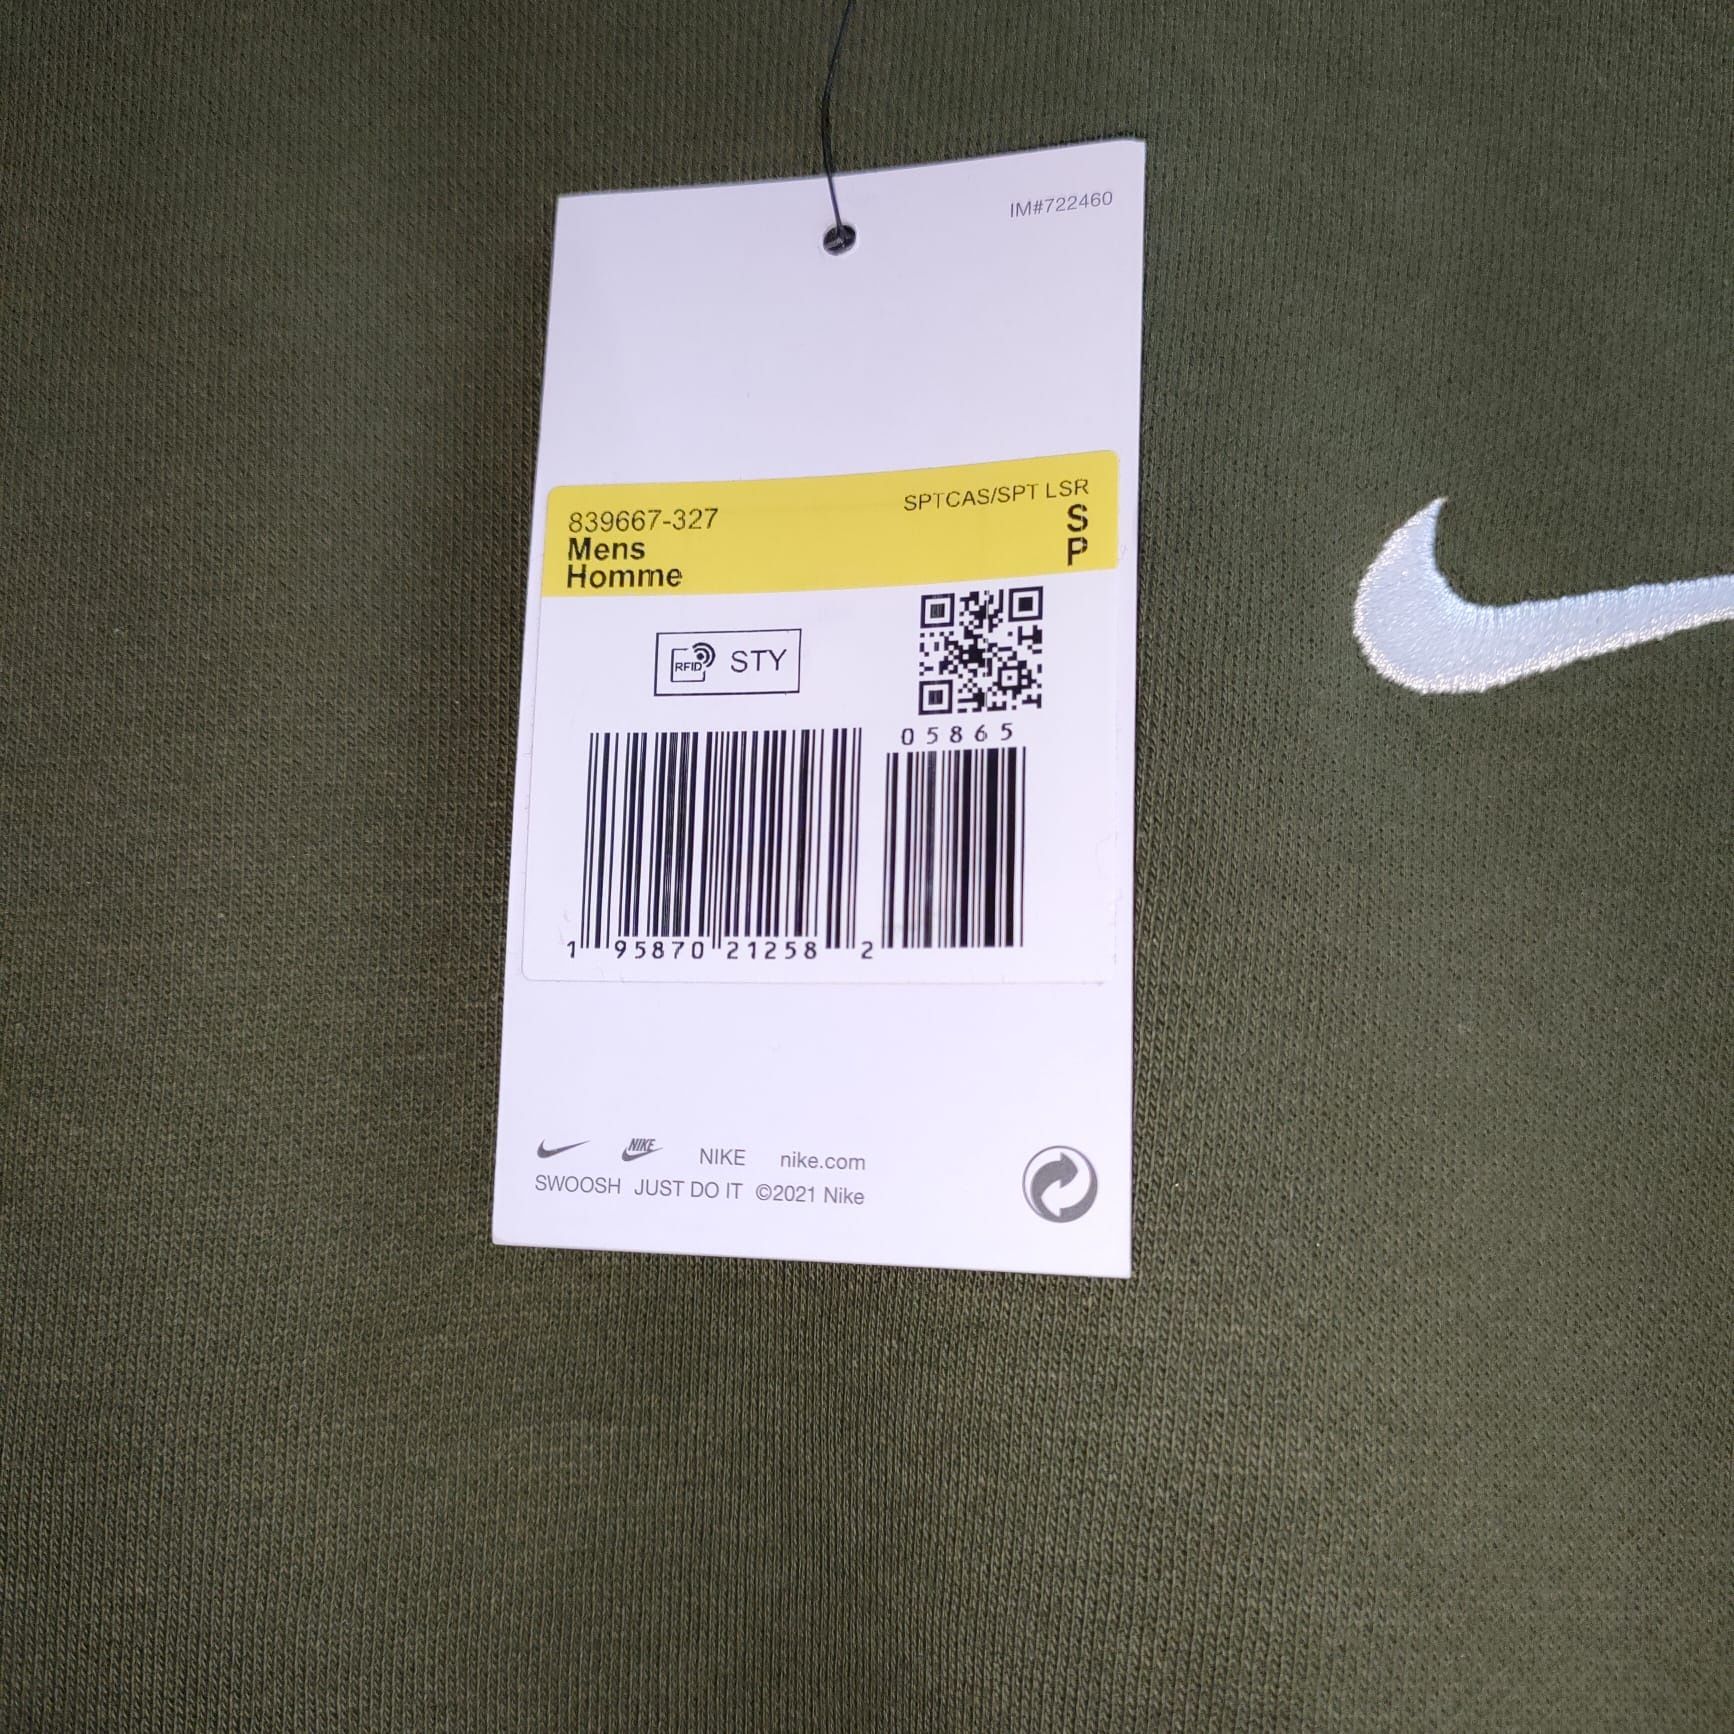 IM#722460
SPTCAS/SPT LSR
839667-327 S
Mens P
Homme
RFID STY
05865
1 95870 21258 2
NIKE NIKE nike.com
SWOOSH JUST DO IT ©2021 Nike